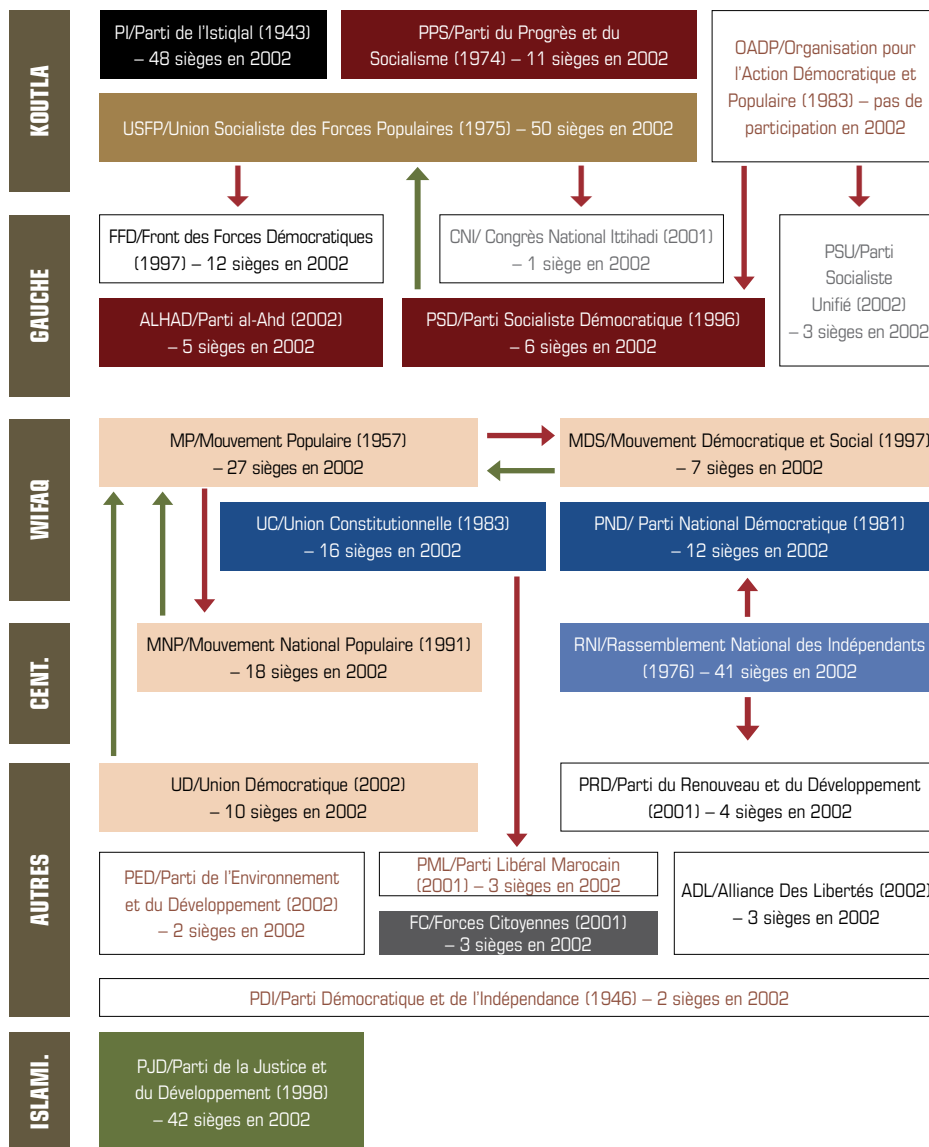 KOUTLA
PI/Parti de l'Istiqlal (1943)
– 48 sièges en 2002
PPS/Parti du Progrès et du
Socialisme (1974) – 11 sièges en 2002
OADP/Organisation pour
l'Action Démocratique et
Populaire (1983) – pas de
participation en 2002
USFP/Union Socialiste des Forces Populaires (1975) – 50 sièges en 2002
GAUCHE
FFD/Front des Forces Démocratiques
(1997) – 12 sièges en 2002
CNI/ Congrès National Ittihadi (2001)
– 1 siège en 2002
PSU/Parti
Socialiste
Unifié (2002)
– 3 sièges en 2002
ALHAD/Parti al-Ahd (2002)
– 5 sièges en 2002
PSD/Parti Socialiste Démocratique (1996)
– 6 sièges en 2002
WIFAQ
MP/Mouvement Populaire (1957)
– 27 sièges en 2002
MDS/Mouvement Démocratique et Social (1997)
– 7 sièges en 2002
UC/Union Constitutionnelle (1983)
– 16 sièges en 2002
PND/ Parti National Démocratique (1981)
– 12 sièges en 2002
CENT.
MNP/Mouvement National Populaire (1991)
– 18 sièges en 2002
RNI/Rassemblement National des Indépendants
(1976) – 41 sièges en 2002
AUTRES
UD/Union Démocratique (2002)
– 10 sièges en 2002
PRD/Parti du Renouveau et du Développement
(2001) – 4 sièges en 2002
PED/Parti de l'Environnement
et du Développement (2002)
– 2 sièges en 2002
PML/Parti Libéral Marocain
(2001) – 3 sièges en 2002
FC/Forces Citoyennes (2001)
– 3 sièges en 2002
ADL/Alliance Des Libertés (2002)
– 3 sièges en 2002
PDI/Parti Démocratique et de l'Indépendance (1946) – 2 sièges en 2002
ISLAMI.
PJD/Parti de la Justice et
du Développement (1998)
– 42 sièges en 2002